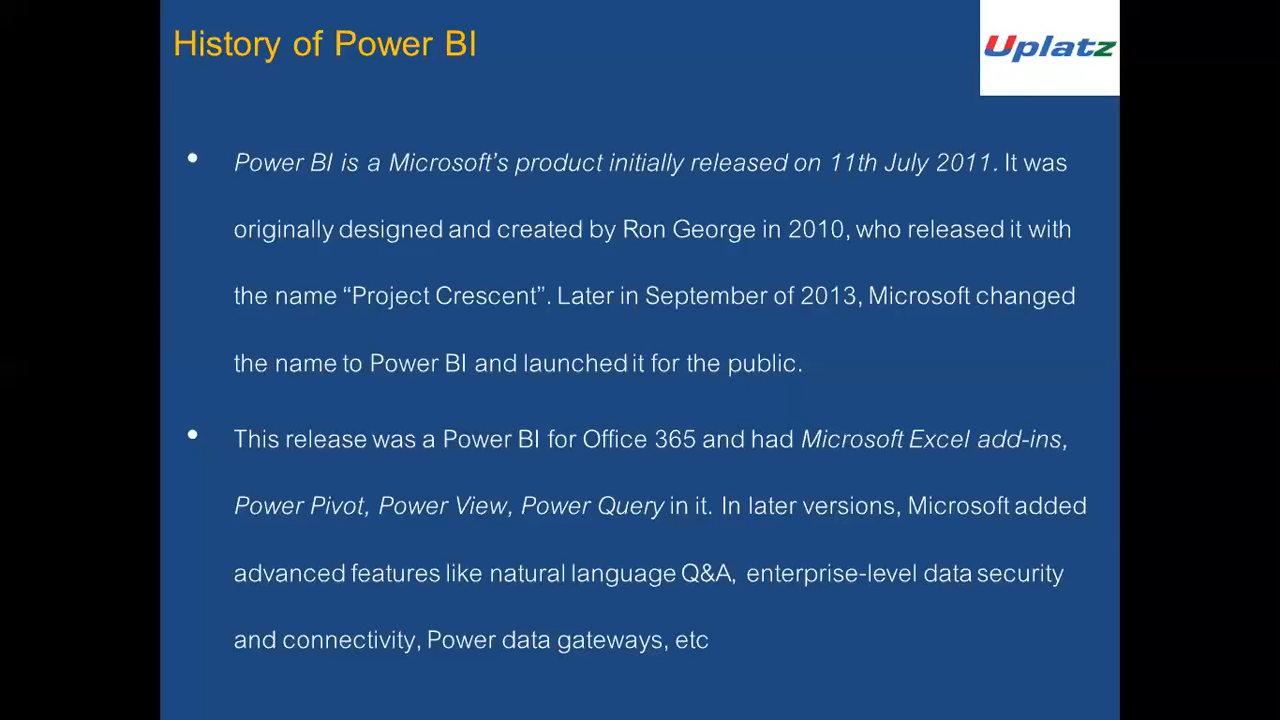 History of Power BI
Uplatz
• Power BI is a Microsoft’s product initially released on 11th July 2011. It was
originally designed and created by Ron George in 2010, who released it with
the name “Project Crescent”. Later in September of 2013, Microsoft changed
the name to Power BI and launched it for the public.
• This release was a Power BI for Office 365 and had Microsoft Excel add-ins,
Power Pivot, Power View, Power Query in it. In later versions, Microsoft added
advanced features like natural language Q&A, enterprise-level data security
and connectivity, Power data gateways, etc